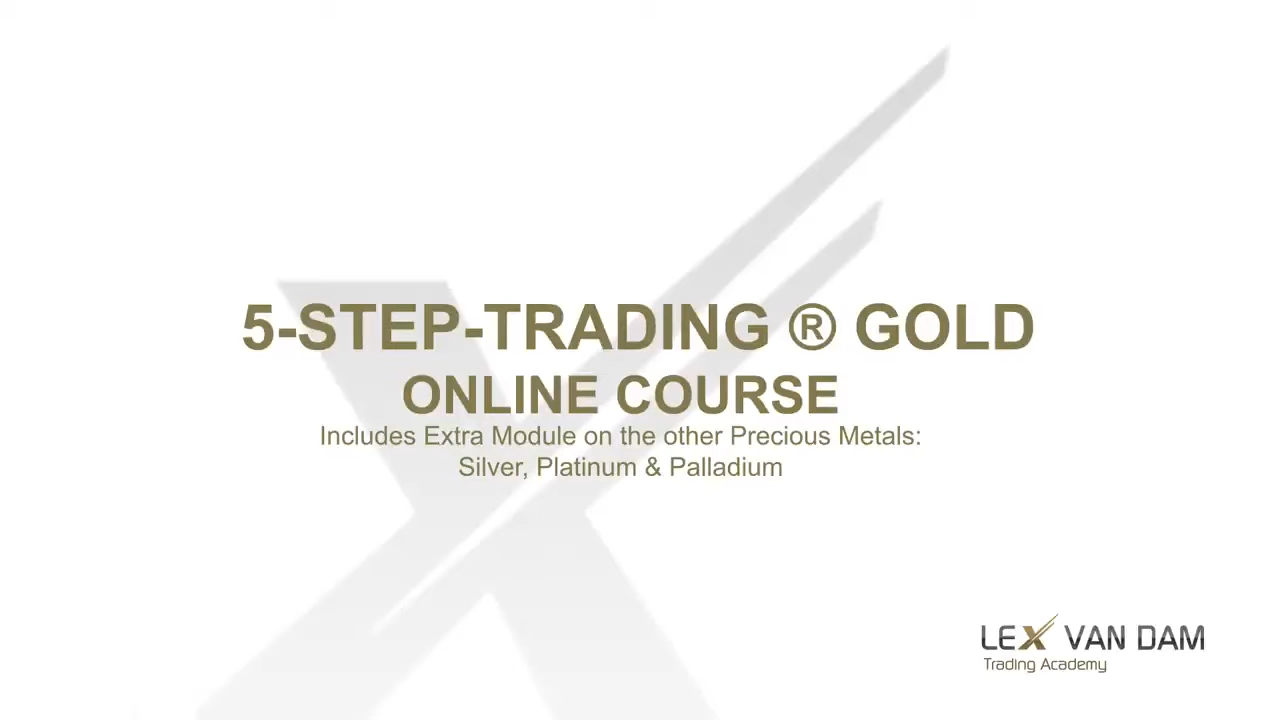 5-STEP-TRADING ® GOLD
ONLINE COURSE
Includes Extra Module on the other Precious Metals:
Silver, Platinum & Palladium
LEX VAN DAM
Trading Academy